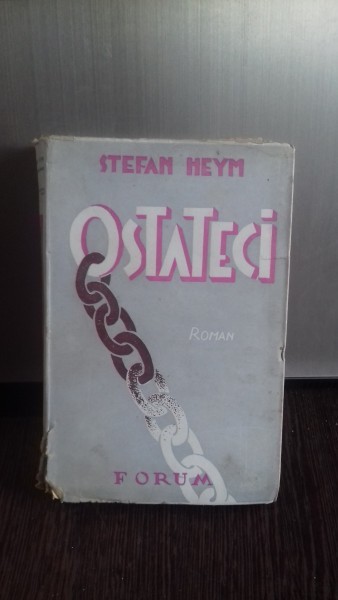 STEFAN HEYM
OSTATECI
ROMAN
FORUM